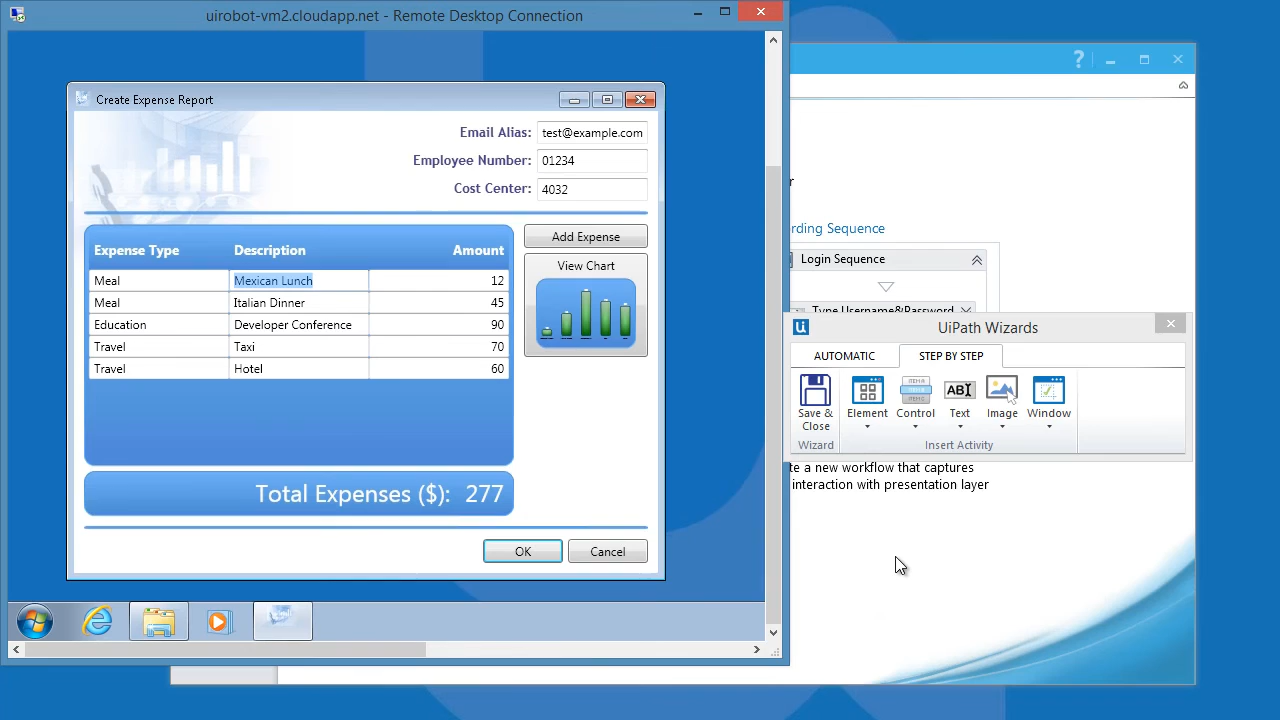 uirobot-vm2.cloudapp.net - Remote Desktop Connection
Create Expense Report
Email Alias: test@example.com
Employee Number: 01234
Cost Center: 4032
Expense Type Description Amount
Meal Mexican Lunch 12
Meal Italian Dinner 45
Education Developer Conference 90
Travel Taxi 70
Travel Hotel 60
Total Expenses ($): 277
Add Expense
View Chart
OK Cancel
?
r
rding Sequence
Login Sequence
Type Username&Password
UiPath Wizards
AUTOMATIC STEP BY STEP
Save & Close
Element
Control
Text
Image
Window
Wizard Insert Activity
te a new workflow that captures
interaction with presentation layer